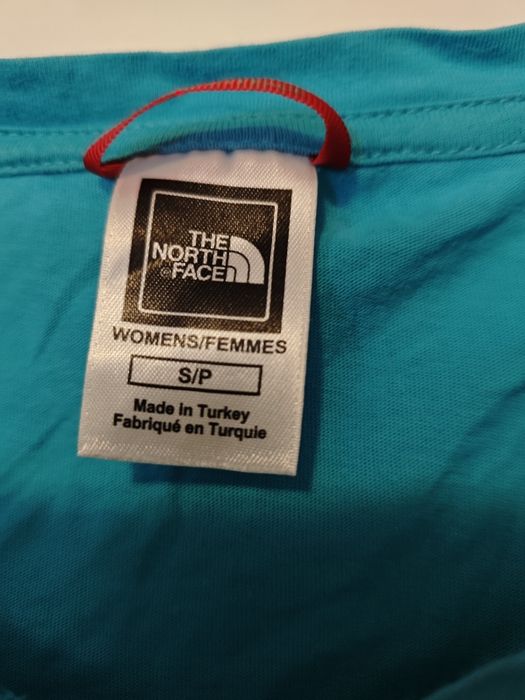 THE
NORTH
FACE
WOMENS/FEMMES
S/P
Made in Turkey
Fabriqué en Turquie